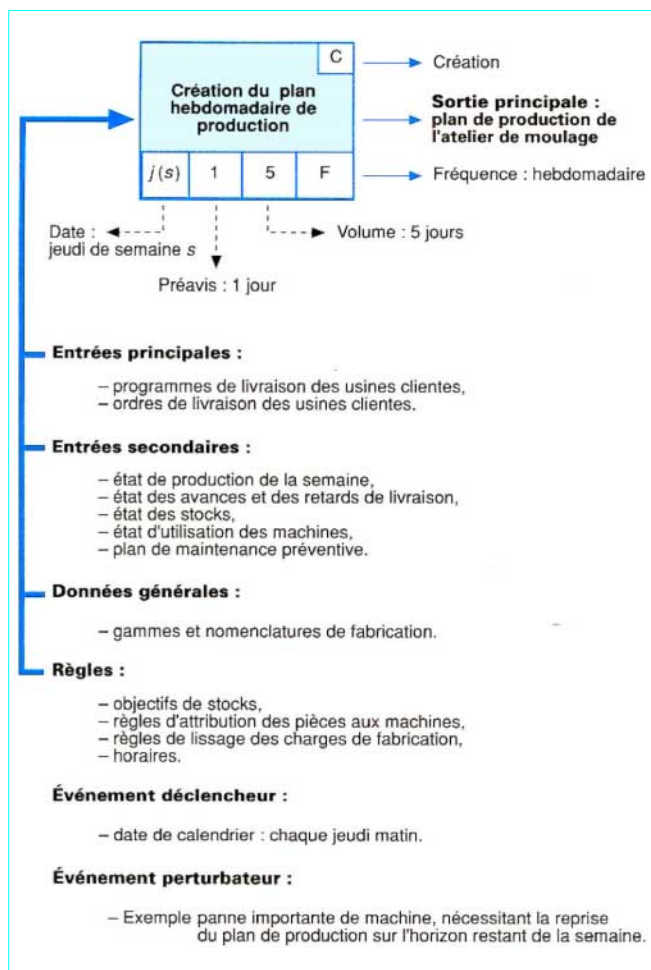 C
Création
Création du plan
hebdomadaire de
production
Sortie principale :
plan de production de
l'atelier de moulage
j(s) 1 5 F
Fréquence : hebdomadaire
Date :
jeudi de semaine s
Volume : 5 jours
Préavis : 1 jour
Entrées principales :
– programmes de livraison des usines clientes,
– ordres de livraison des usines clientes.
Entrées secondaires :
– état de production de la semaine,
– état des avances et des retards de livraison,
– état des stocks,
– état d'utilisation des machines,
– plan de maintenance préventive.
Données générales :
– gammes et nomenclatures de fabrication.
Règles :
– objectifs de stocks,
– règles d'attribution des pièces aux machines,
– règles de lissage des charges de fabrication,
– horaires.
Événement déclencheur :
– date de calendrier : chaque jeudi matin.
Événement perturbateur :
– Exemple panne importante de machine, nécessitant la reprise
du plan de production sur l'horizon restant de la semaine.